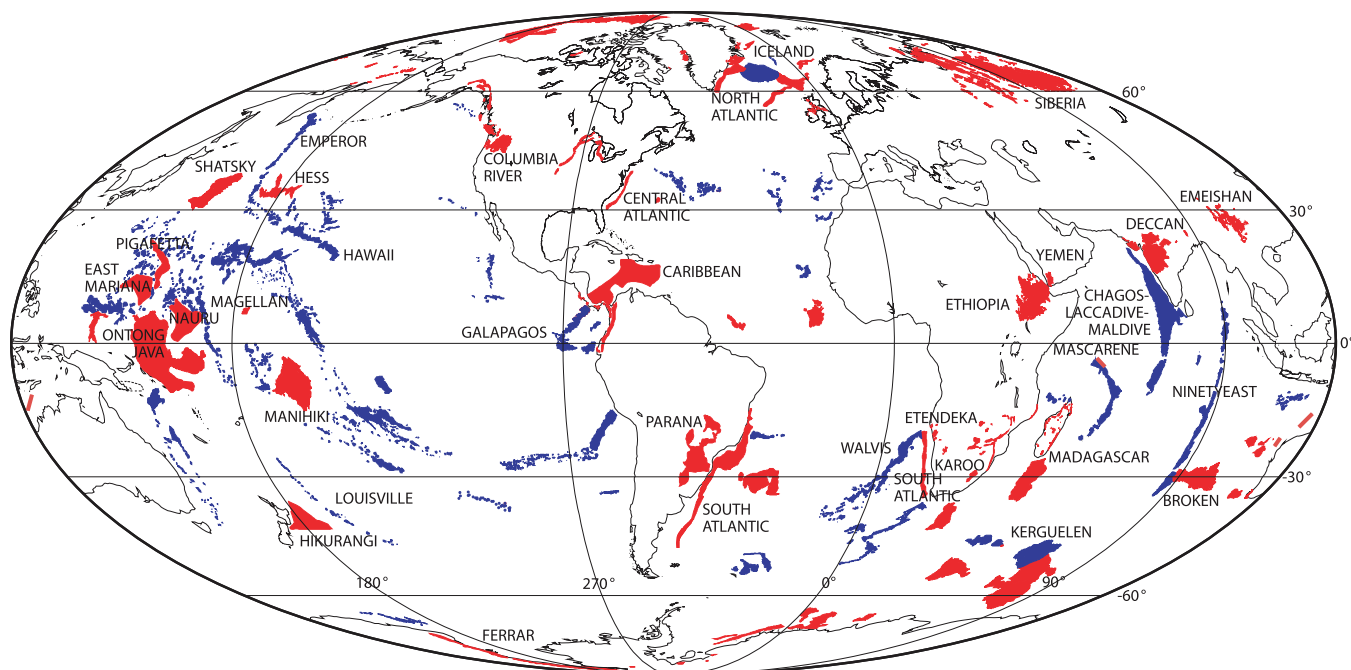 ICELAND
NORTH
ATLANTIC
SIBERIA
60°
EMPEROR
SHATSKY
HESS
COLUMBIA
RIVER
CENTRAL
ATLANTIC
EMEISHAN
30°
DECCAN
PIGAFETTA
HAWAII
YEMEN
EAST
MARIANA
CARIBBEAN
MAGELLAN
ETHIOPIA
CHAGOS-
LACCADIVE-
MALDIVE
NAURU
GALAPAGOS
ONTONG
JAVA
0°
MASCARENE
NINETYEAST
MANIHIKI
PARANA
ETENDEKA
WALVIS
KAROO
MADAGASCAR
SOUTH
ATLANTIC
-30°
LOUISVILLE
BROKEN
SOUTH
ATLANTIC
HIKURANGI
KERGUELEN
180°
270°
0°
90°
-60°
FERRAR